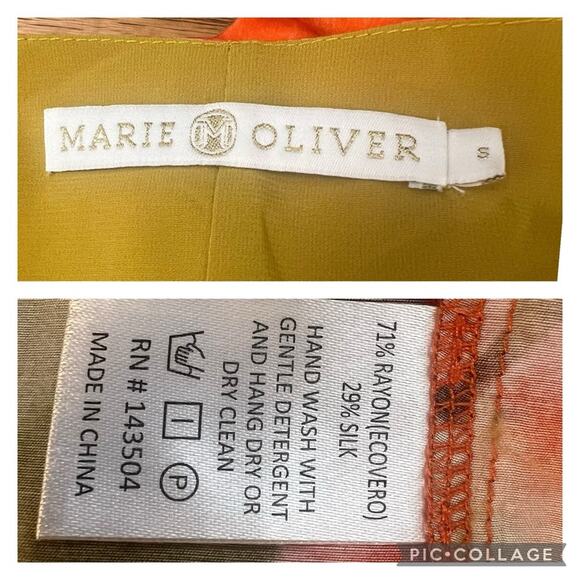 MARIE M OLIVER
S
71% RAYON(ECOVERO)
29% SILK
HAND WASH WITH
GENTLE DETERGENT
AND HANG DRY OR
DRY CLEAN
P
RN # 143504
MADE IN CHINA
PIC•COLLAGE